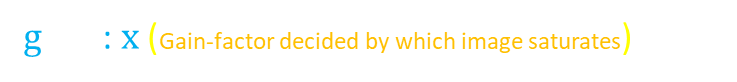 g : x (Gain-factor decided by which image saturates)